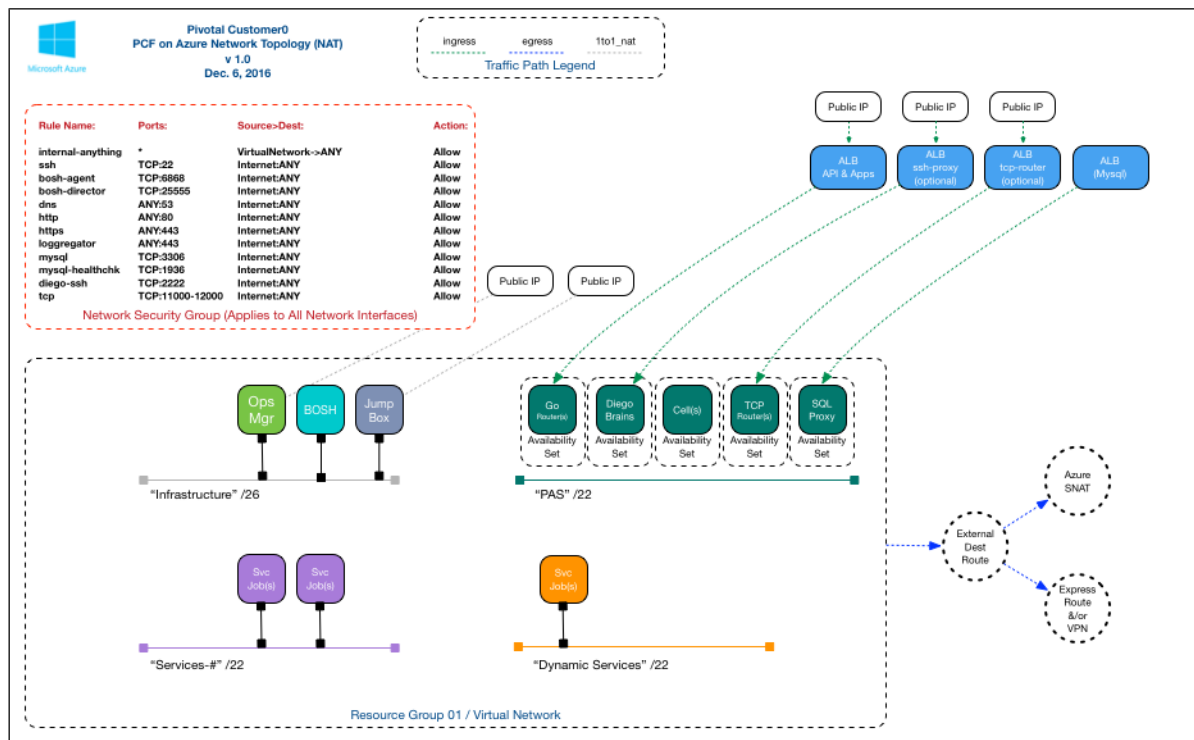 Microsoft Azure
Pivotal Customer0
PCF on Azure Network Topology (NAT)
v 1.0
Dec. 6, 2016
ingress egress 1to1_nat
Traffic Path Legend
Rule Name: Ports: Source>Dest: Action:
internal-anything * VirtualNetwork->ANY Allow
ssh TCP:22 Internet:ANY Allow
bosh-agent TCP:6868 Internet:ANY Allow
bosh-director TCP:25555 Internet:ANY Allow
dns ANY:53 Internet:ANY Allow
http ANY:80 Internet:ANY Allow
https ANY:443 Internet:ANY Allow
loggregator ANY:443 Internet:ANY Allow
mysql TCP:3306 Internet:ANY Allow
mysql-healthchk TCP:1936 Internet:ANY Allow
diego-ssh TCP:2222 Internet:ANY Allow
tcp TCP:11000-12000 Internet:ANY Allow
Network Security Group (Applies to All Network Interfaces)
Public IP
Public IP
Public IP
Public IP
Public IP
ALB
API & Apps
ALB
ssh-proxy
(optional)
ALB
tcp-router
(optional)
ALB
(Mysql)
Ops
Mgr
BOSH
Jump
Box
"Infrastructure" /26
Go
Router(s)
Availability
Set
Diego
Brains
Availability
Set
Cell(s)
Availability
Set
TCP
Router(s)
Availability
Set
SQL
Proxy
Availability
Set
"PAS" /22
Svc
Job(s)
Svc
Job(s)
"Services-#" /22
Svc
Job(s)
"Dynamic Services" /22
Resource Group 01 / Virtual Network
External
Dest
Route
Azure
SNAT
Express
Route
&/or
VPN